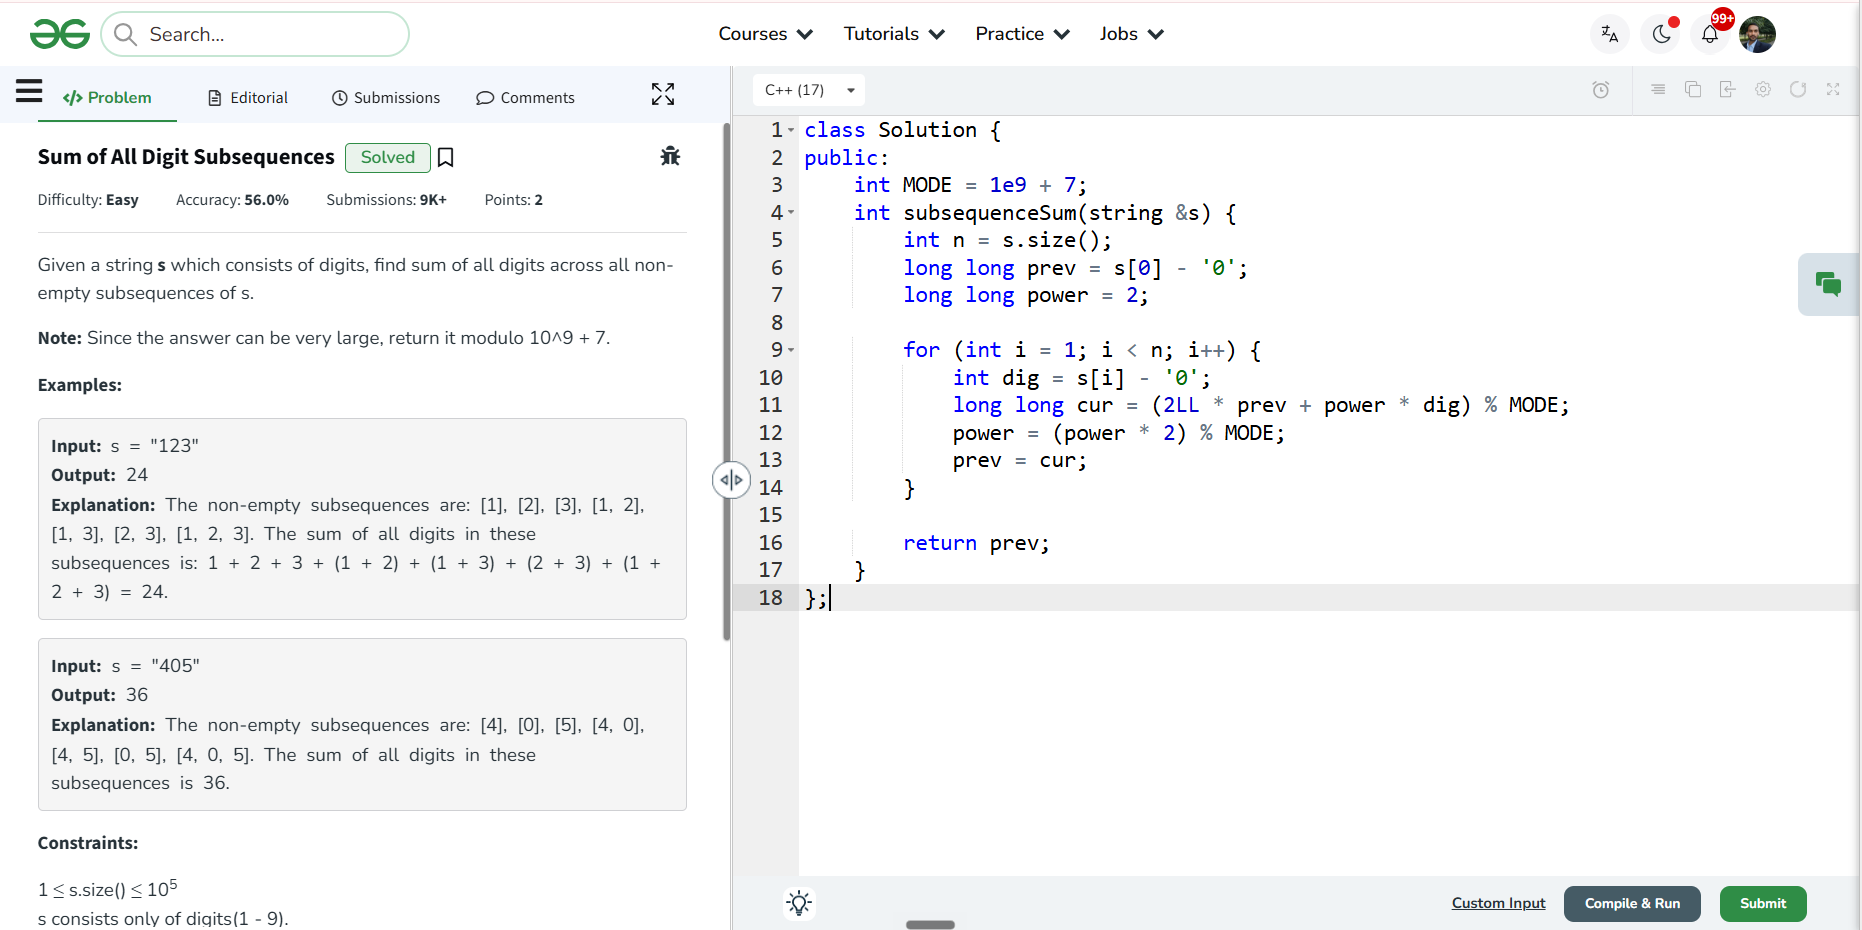 Search...
Courses Tutorials Practice Jobs
99+
Problem Editorial Submissions Comments
Sum of All Digit Subsequences Solved
Difficulty: Easy Accuracy: 56.0% Submissions: 9K+ Points: 2
Given a string s which consists of digits, find sum of all digits across all non-
empty subsequences of s.
Note: Since the answer can be very large, return it modulo 10^9 + 7.
Examples:
Input: s = "123"
Output: 24
Explanation: The non-empty subsequences are: [1], [2], [3], [1, 2],
[1, 3], [2, 3], [1, 2, 3]. The sum of all digits in these
subsequences is: 1 + 2 + 3 + (1 + 2) + (1 + 3) + (2 + 3) + (1 +
2 + 3) = 24.
Input: s = "405"
Output: 36
Explanation: The non-empty subsequences are: [4], [0], [5], [4, 0],
[4, 5], [0, 5], [4, 0, 5]. The sum of all digits in these
subsequences is 36.
Constraints:
1 ≤ s.size() ≤ 10⁵
s consists only of digits(1 - 9).
C++ (17)
1 class Solution {
2 public:
3     int MODE = 1e9 + 7;
4     int subsequenceSum(string &s) {
5         int n = s.size();
6         long long prev = s[0] - '0';
7         long long power = 2;
8
9         for (int i = 1; i < n; i++) {
10             int dig = s[i] - '0';
11             long long cur = (2LL * prev + power * dig) % MODE;
12             power = (power * 2) % MODE;
13             prev = cur;
14         }
15
16         return prev;
17     }
18 };
Custom Input Compile & Run Submit